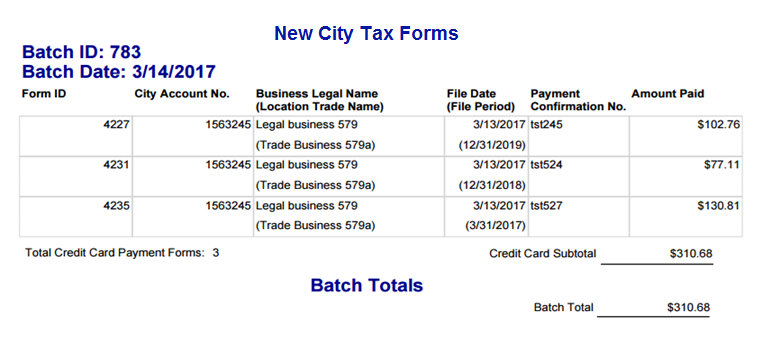 New City Tax Forms
Batch ID: 783
Batch Date: 3/14/2017
Form ID City Account No. Business Legal Name File Date Payment Amount Paid
(Location Trade Name) (File Period) Confirmation No.
4227 1563245 Legal business 579 3/13/2017 tst245 $102.76
(Trade Business 579a) (12/31/2019)
4231 1563245 Legal business 579 3/13/2017 tst524 $77.11
(Trade Business 579a) (12/31/2018)
4235 1563245 Legal business 579 3/13/2017 tst527 $130.81
(Trade Business 579a) (3/31/2017)
Total Credit Card Payment Forms: 3 Credit Card Subtotal $310.68
Batch Totals
Batch Total $310.68